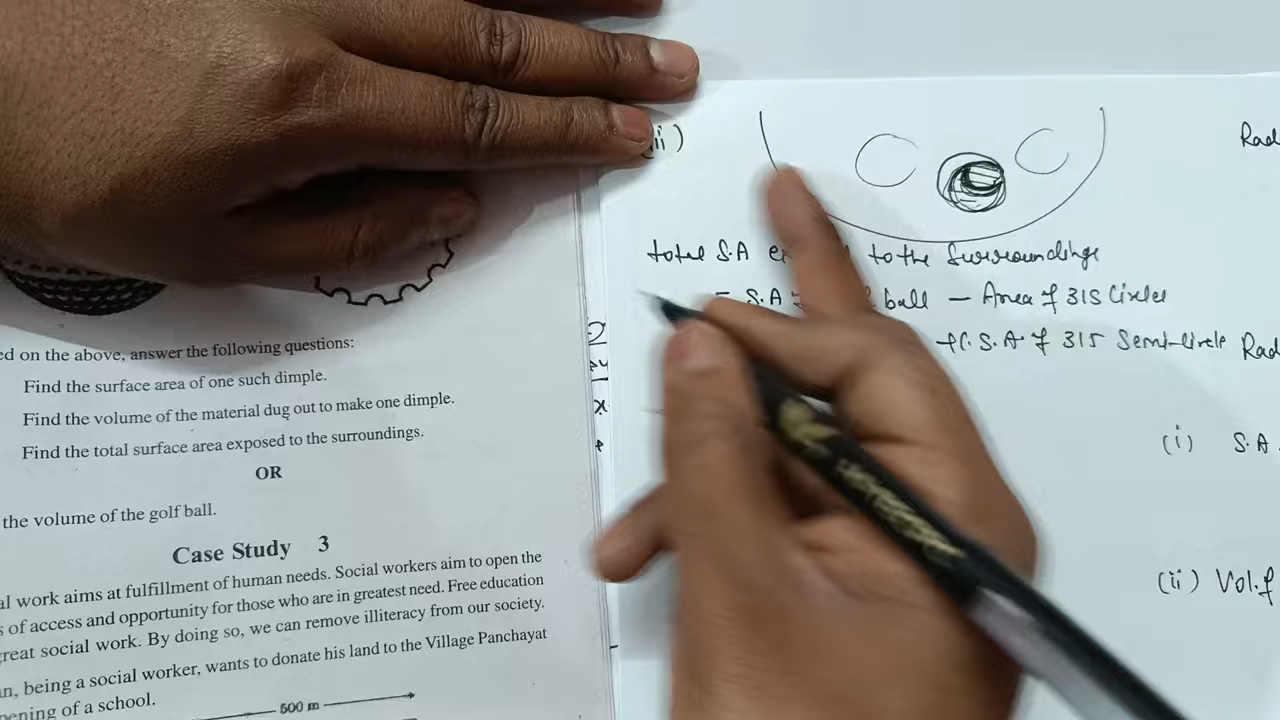 ed on the above, answer the following questions:
Find the surface area of one such dimple.
Find the volume of the material dug out to make one dimple.
Find the total surface area exposed to the surroundings.
OR
the volume of the golf ball.
Case Study 3
al work aims at fulfillment of human needs. Social workers aim to open the
s of access and opportunity for those who are in greatest need. Free education
reat social work. By doing so, we can remove illiteracy from our society.
an, being a social worker, wants to donate his land to the Village Panchayat
pening of a school.
500 m
ii)
total S.A to the Surroundings
= S.A ball – Area of 315 Circles
+C.S.A. of 315 Semi-Circle
Rad
Rad
(i) S.A.
(ii) Vol. of